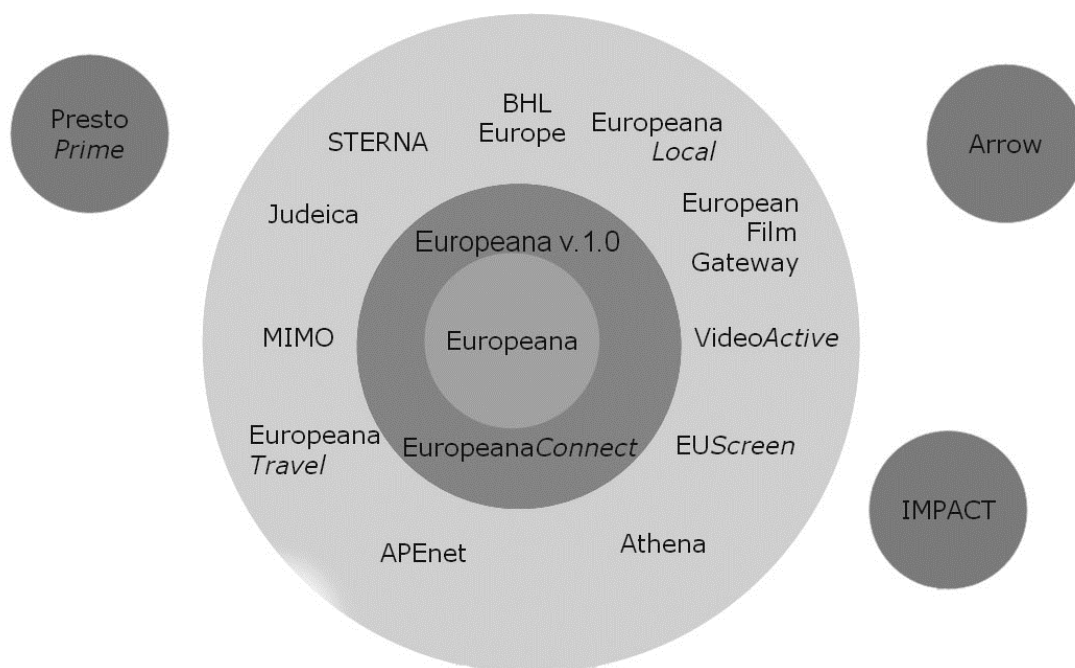 Presto
Prime
STERNA
BHL
Europe
Europeana
Local
Arrow
Judeica
European
Film
Gateway
Europeana v.1.0
MIMO
Europeana
VideoActive
Europeana
Travel
EuropeanaConnect
EUScreen
IMPACT
APEnet
Athena